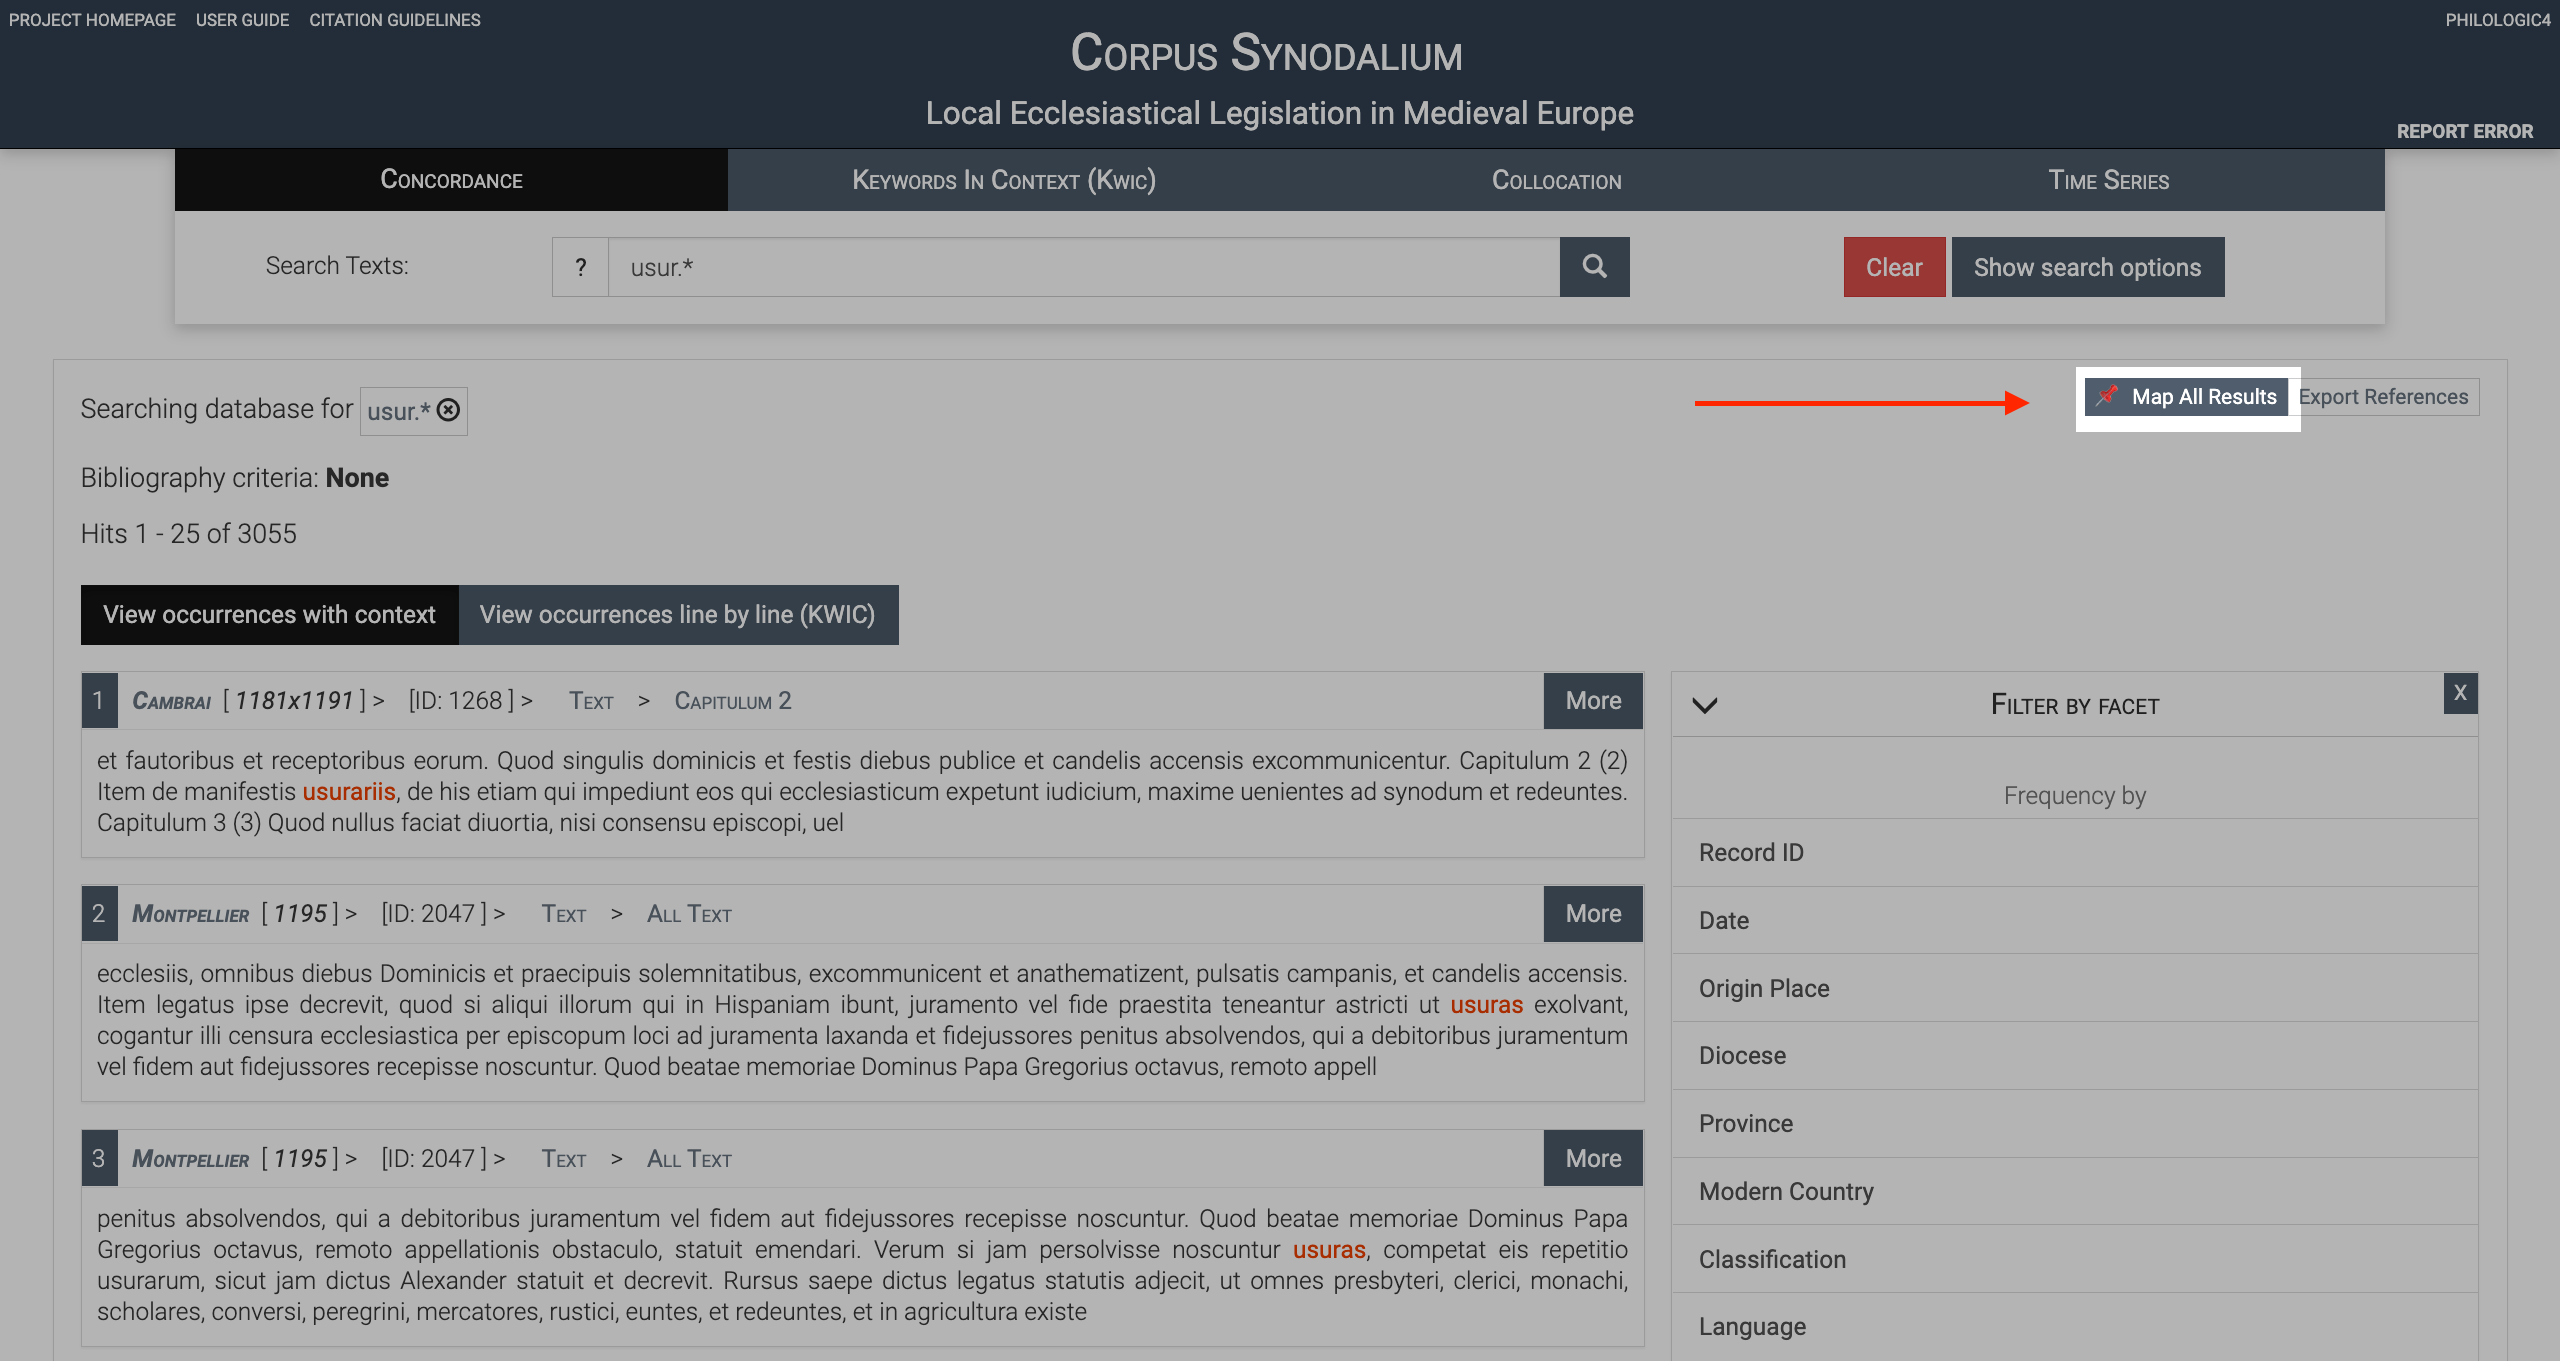 PROJECT HOMEPAGE USER GUIDE CITATION GUIDELINES PHILOLOGIC4
Corpus Synodalium
Local Ecclesiastical Legislation in Medieval Europe
REPORT ERROR
Concordance Keywords In Context (Kwic) Collocation Time Series
Search Texts: ? usur.* Clear Show search options
Searching database for usur.* Map All Results Export References
Bibliography criteria: None
Hits 1 - 25 of 3055
View occurrences with context View occurrences line by line (KWIC)
1 Cambrai [ 1181x1191 ] > [ID: 1268 ] > Text > Capitulum 2 More
et fautoribus et receptoribus eorum. Quod singulis dominicis et festis diebus publice et candelis accensis excommunicentur. Capitulum 2 (2)
Item de manifestis usurariis, de his etiam qui impediunt eos qui ecclesiasticum expetunt iudicium, maxime uenientes ad synodum et redeuntes.
Capitulum 3 (3) Quod nullus faciat diuortia, nisi consensu episcopi, uel
2 Montpellier [ 1195 ] > [ID: 2047 ] > Text > All Text More
ecclesiis, omnibus diebus Dominicis et praecipuis solemnitatibus, excommunicent et anathematizent, pulsatis campanis, et candelis accensis.
Item legatus ipse decrevit, quod si aliqui illorum qui in Hispaniam ibunt, juramento vel fide praestita teneantur astricti ut usuras exolvant,
cogantur illi censura ecclesiastica per episcopum loci ad juramenta laxanda et fidejussores penitus absolvendos, qui a debitoribus juramentum
vel fidem aut fidejussores recepisse noscuntur. Quod beatae memoriae Dominus Papa Gregorius octavus, remoto appell
3 Montpellier [ 1195 ] > [ID: 2047 ] > Text > All Text More
penitus absolvendos, qui a debitoribus juramentum vel fidem aut fidejussores recepisse noscuntur. Quod beatae memoriae Dominus Papa
Gregorius octavus, remoto appellationis obstaculo, statuit emendari. Verum si jam persolvisse noscuntur usuras, competat eis repetitio
usurarum, sicut jam dictus Alexander statuit et decrevit. Rursus saepe dictus legatus statutis adjecit, ut omnes presbyteri, clerici, monachi,
scholares, conversi, peregrini, mercatores, rustici, euntes, et redeuntes, et in agricultura existe
Filter by facet X
Frequency by
Record ID
Date
Origin Place
Diocese
Province
Modern Country
Classification
Language